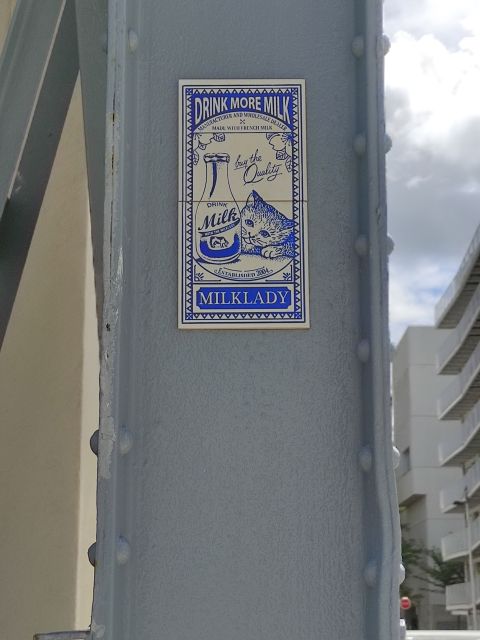 DRINK MORE MILK
MANUFACTURER AND WHOLESALE DEALER
MADE WITH FRENCH MILK
buy the
Quality
DRINK
Milk
ESTABLISHED 2004
MILKLADY